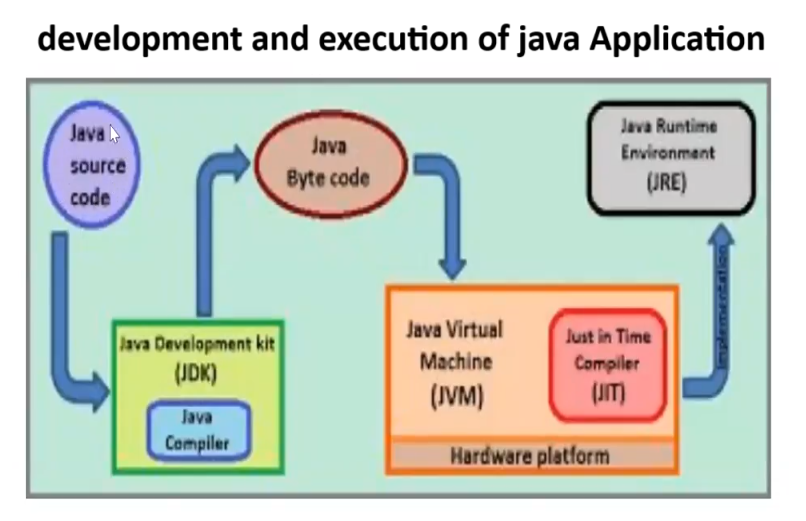 development and execution of java Application
Java
source
code
Java
Byte code
Java Runtime
Environment
(JRE)
Java Development kit
(JDK)
Java
Compiler
Java Virtual
Machine
(JVM)
Just in Time
Compiler
(JIT)
Hardware platform
Implementation